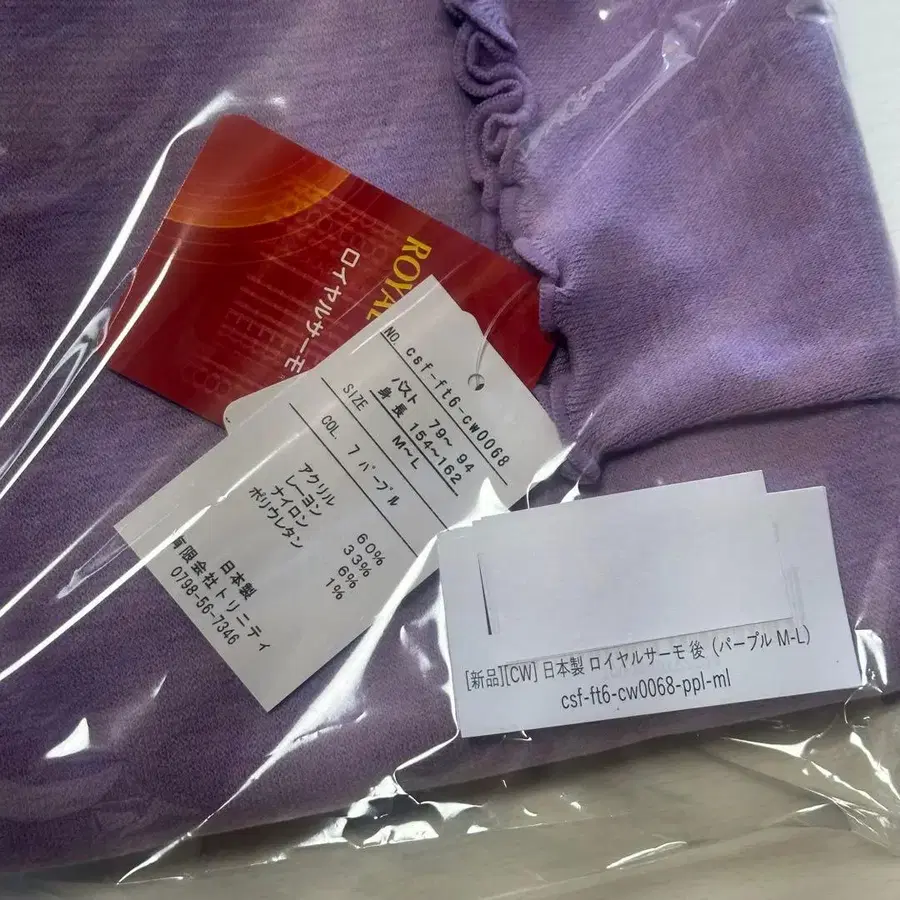 ROYAL
ロイヤルサーモ
NO. csf-ft6-cw0068
バスト 79~ 94
身長 154~162
SIZE M~L
COL. 7 パープル
アクリル 60%
レーヨン 33%
ナイロン 6%
ポリウレタン 1%
日本製
有限会社トリニティ
0798-56-7346
[新品][CW] 日本製 ロイヤルサーモ 後（パープル M-L）
csf-ft6-cw0068-ppl-ml